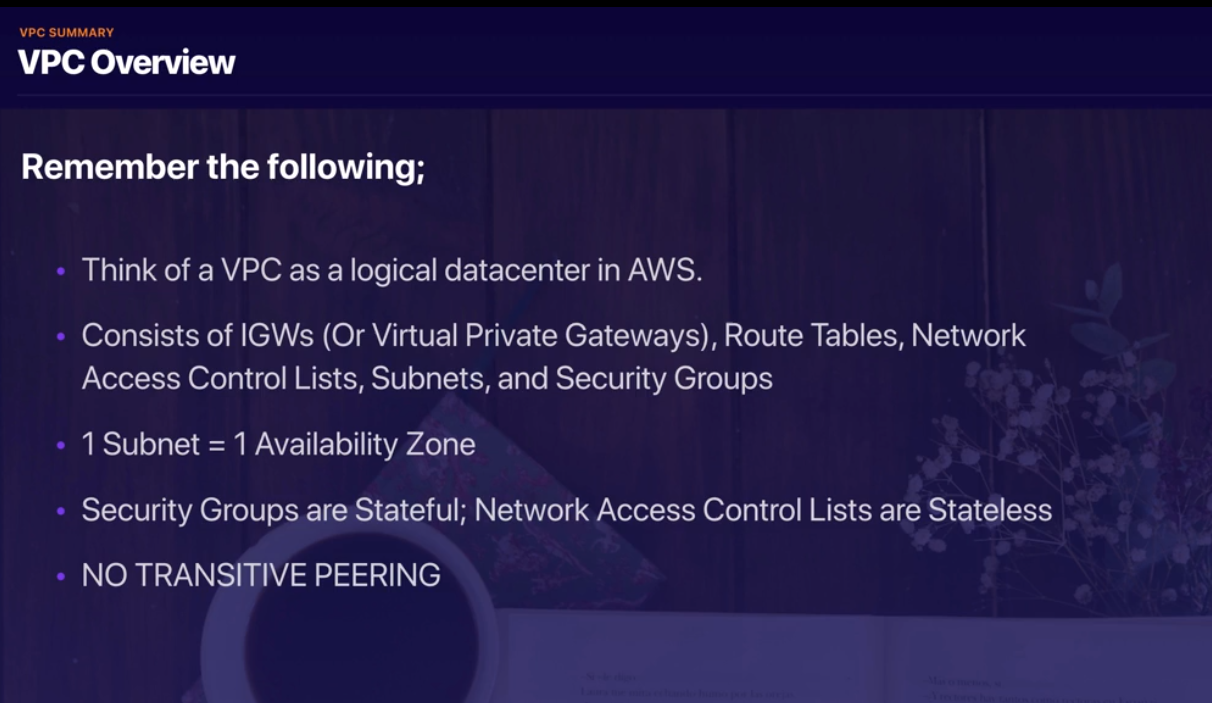 VPC SUMMARY
VPC Overview
Remember the following;
• Think of a VPC as a logical datacenter in AWS.
• Consists of IGWs (Or Virtual Private Gateways), Route Tables, Network
Access Control Lists, Subnets, and Security Groups
• 1 Subnet = 1 Availability Zone
• Security Groups are Stateful; Network Access Control Lists are Stateless
• NO TRANSITIVE PEERING